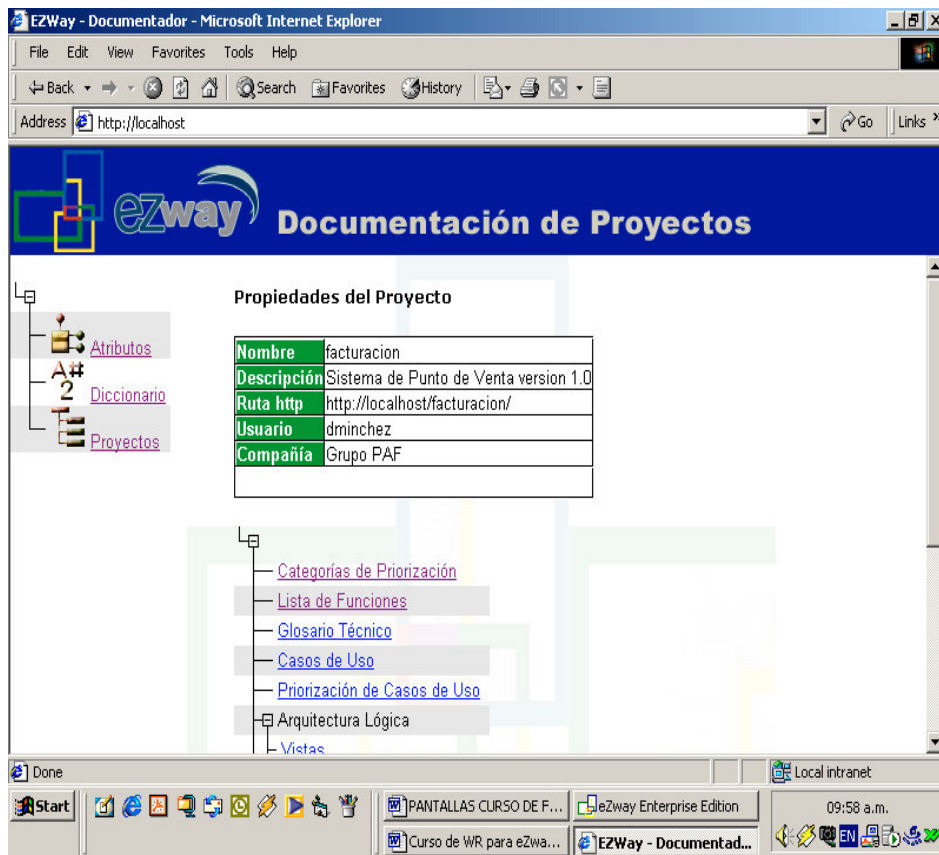 EZWay - Documentador - Microsoft Internet Explorer
File Edit View Favorites Tools Help
Back Search Favorites History
Address http://localhost Go Links »
ezway Documentación de Proyectos
Atributos
A# 2 Diccionario
Proyectos
Propiedades del Proyecto
Nombre facturacion
Descripción Sistema de Punto de Venta version 1.0
Ruta http http://localhost/facturacion/
Usuario dminchez
Compañía Grupo PAF
Categorías de Priorización
Lista de Funciones
Glosario Técnico
Casos de Uso
Priorización de Casos de Uso
Arquitectura Lógica
Vistas
Done Local intranet
Start PANTALLAS CURSO DE F... eZway Enterprise Edition 09:58 a.m.
Curso de WR para eZwa... EZWay - Documentad... EN